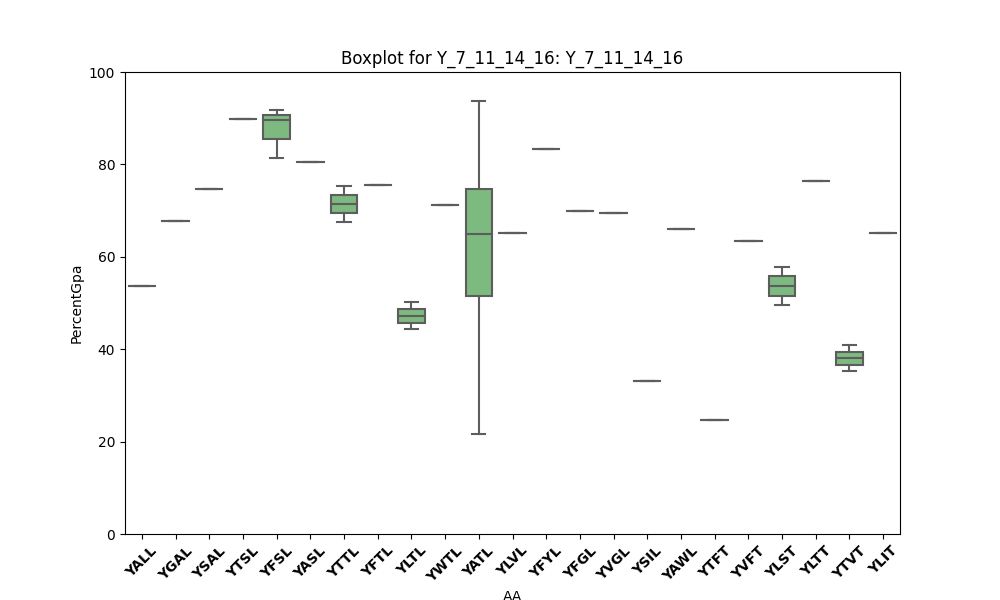 Boxplot for Y_7_11_14_16: Y_7_11_14_16
100
80
60
40
20
0
PercentGpa
YALL YGAL YSAL YTSL YFSL YASL YTTL YFTL YLTL YWTL YATL YLVL YFYL YFGL YVGL YSIL YAWL YTFT YVFT YLST YLTT YTVT YLIT
AA